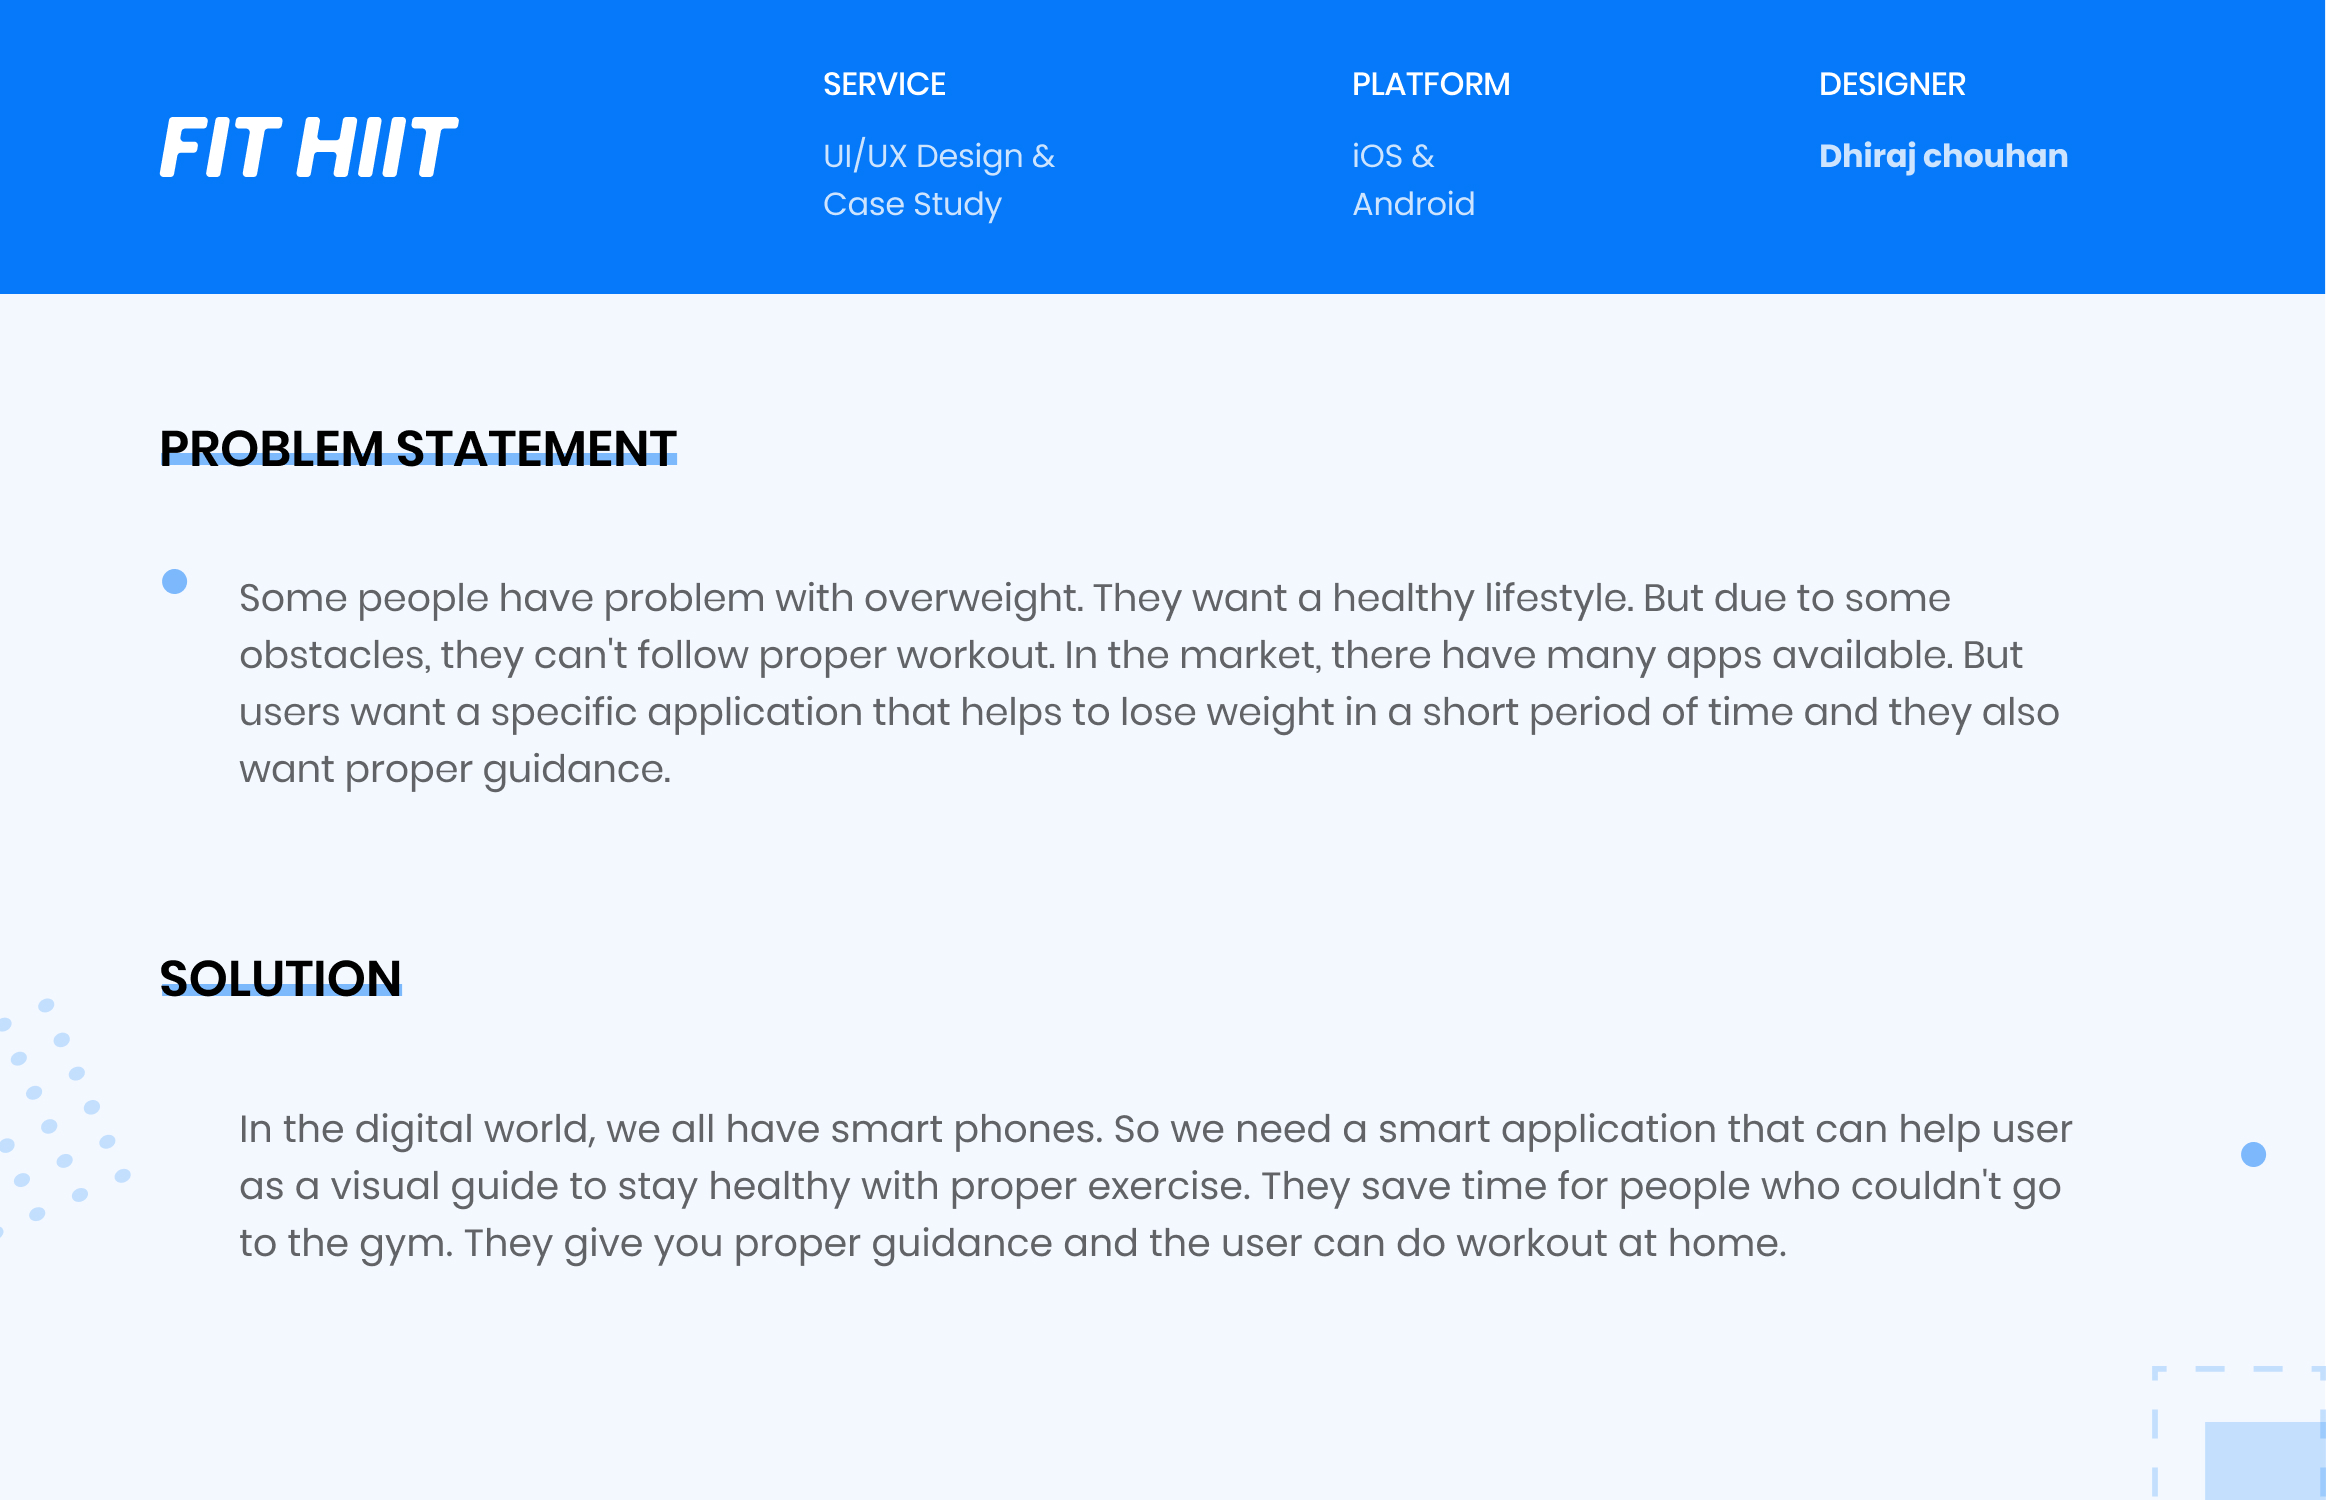 FIT HIIT
SERVICE
UI/UX Design &
Case Study
PLATFORM
iOS &
Android
DESIGNER
Dhiraj chouhan
PROBLEM STATEMENT
Some people have problem with overweight. They want a healthy lifestyle. But due to some
obstacles, they can't follow proper workout. In the market, there have many apps available. But
users want a specific application that helps to lose weight in a short period of time and they also
want proper guidance.
SOLUTION
In the digital world, we all have smart phones. So we need a smart application that can help user
as a visual guide to stay healthy with proper exercise. They save time for people who couldn't go
to the gym. They give you proper guidance and the user can do workout at home.